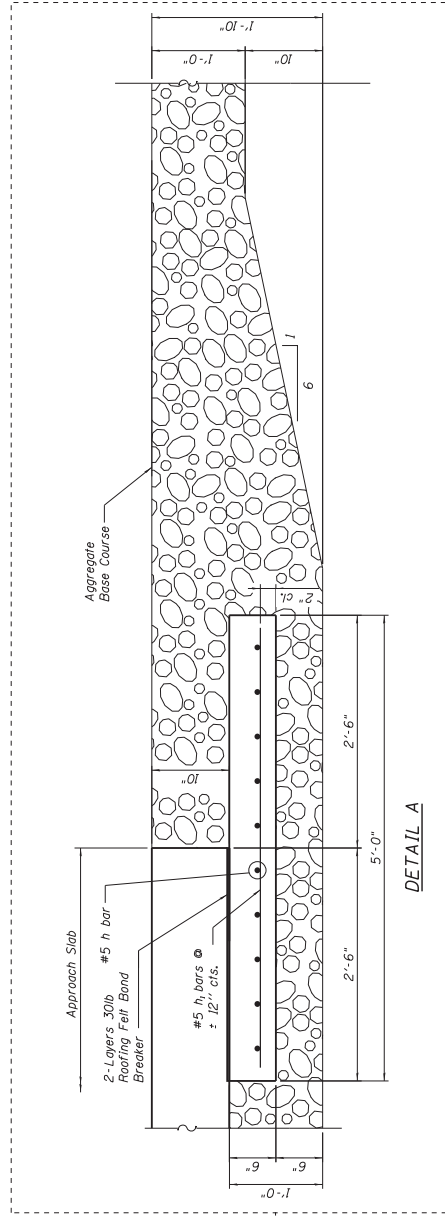 Approach Slab
2-Layers 30lb
Roofing Felt Bond
Breaker
#5 h bar
#5 h₁ bars @
± 12" cts.
Aggregate
Base Course
10"
1'-0"
10"
1'-10"
1
6
2" cl.
6"
6"
1'-0"
2'-6"
2'-6"
5'-0"
DETAIL A